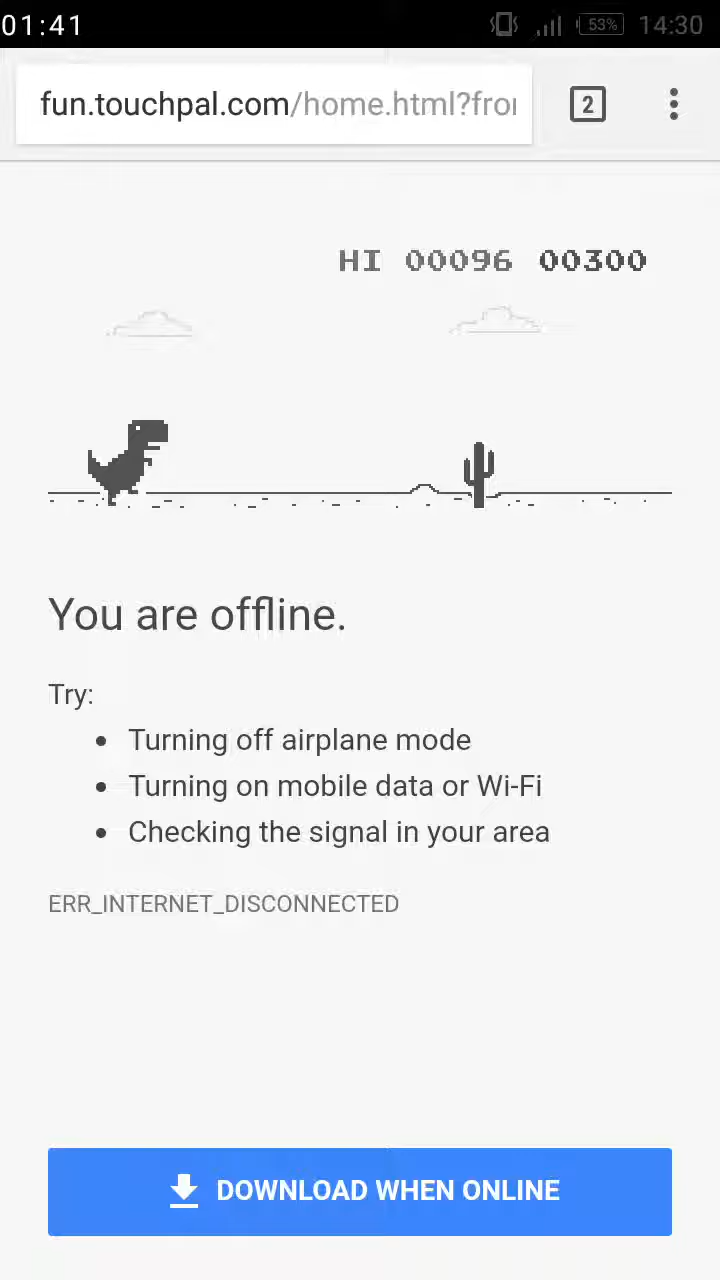 01:41 53% 14:30
fun.touchpal.com/home.html?fro
2
HI 00096 00300
You are offline.
Try:
• Turning off airplane mode
• Turning on mobile data or Wi-Fi
• Checking the signal in your area
ERR_INTERNET_DISCONNECTED
DOWNLOAD WHEN ONLINE